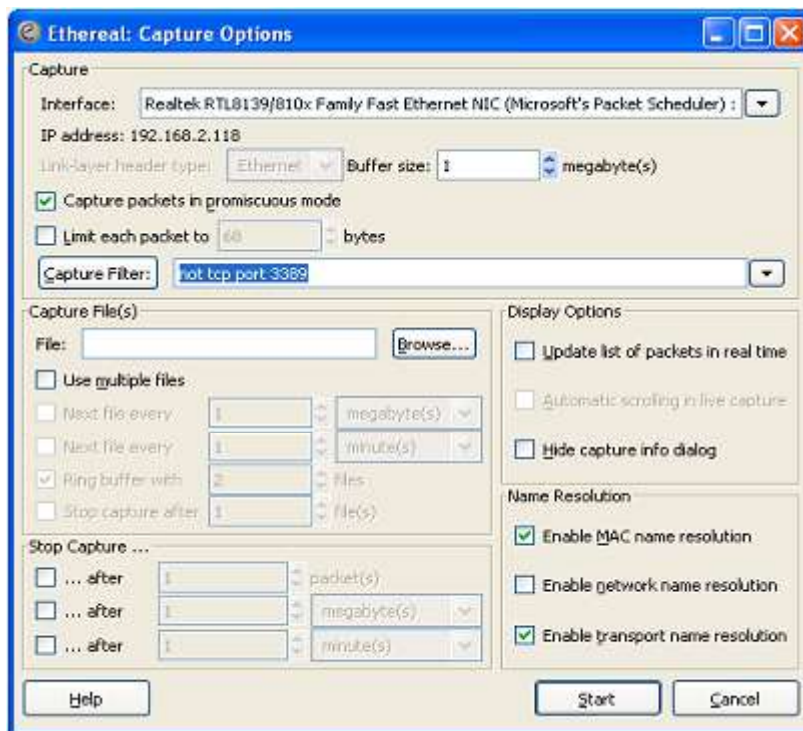 Ethereal: Capture Options
Capture
Interface: Realtek RTL8139/810x Family Fast Ethernet NIC (Microsoft's Packet Scheduler) :
IP address: 192.168.2.118
Link-layer header type: Ethernet Buffer size: 1 megabyte(s)
Capture packets in promiscuous mode
Limit each packet to 68 bytes
Capture Filter: not tcp port 3389
Capture File(s)
File: Browse...
Use multiple files
Next file every 1 megabyte(s)
Next file every 1 minute(s)
Ring buffer with 2 files
Stop capture after 1 file(s)
Stop Capture ...
... after 1 packet(s)
... after 1 megabyte(s)
... after 1 minute(s)
Display Options
Update list of packets in real time
Automatic scrolling in live capture
Hide capture info dialog
Name Resolution
Enable MAC name resolution
Enable network name resolution
Enable transport name resolution
Help Start Cancel